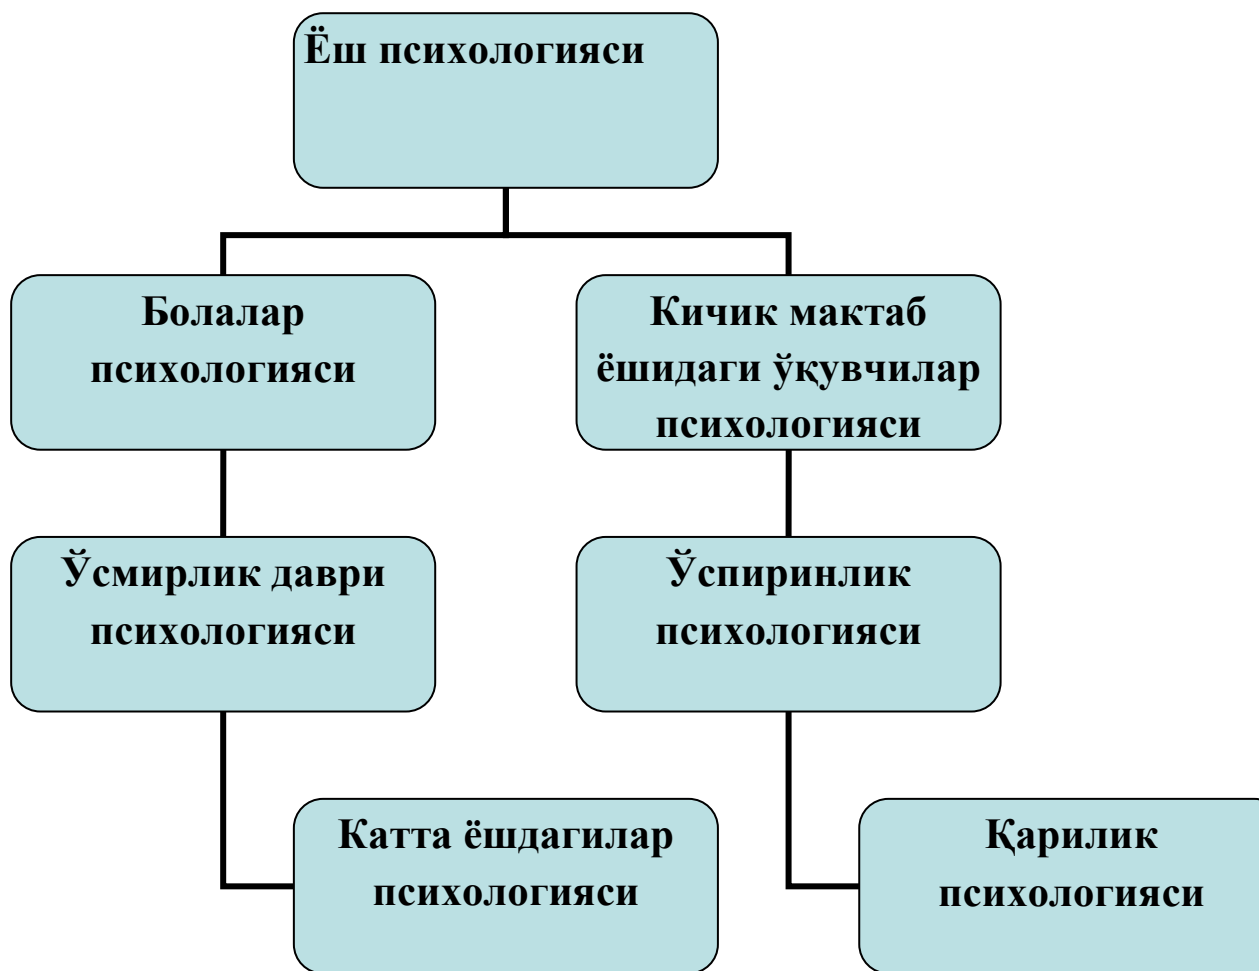 Ёш психологияси
Болалар
психологияси
Кичик мактаб
ёшидаги ўқувчилар
психологияси
Ўсмирлик даври
психологияси
Ўспиринлик
психологияси
Катта ёшдагилар
психологияси
Қарилик
психологияси